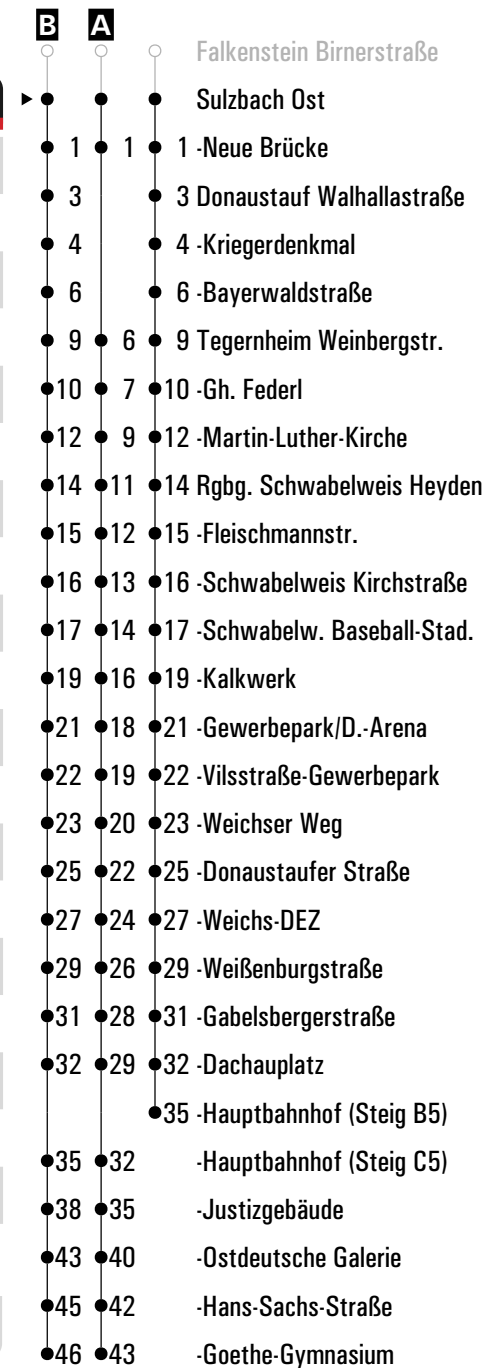 B A
Falkenstein Birnerstraße
Sulzbach Ost
1 1 1 -Neue Brücke
3 3 Donaustauf Walhallastraße
4 4 -Kriegerdenkmal
6 6 -Bayerwaldstraße
9 6 9 Tegernheim Weinbergstr.
10 7 10 -Gh. Federl
12 9 12 -Martin-Luther-Kirche
14 11 14 Rgbg. Schwabelweis Heyden
15 12 15 -Fleischmannstr.
16 13 16 -Schwabelweis Kirchstraße
17 14 17 -Schwabelw. Baseball-Stad.
19 16 19 -Kalkwerk
21 18 21 -Gewerbepark/D.-Arena
22 19 22 -Vilsstraße-Gewerbepark
23 20 23 -Weichser Weg
25 22 25 -Donaustaufer Straße
27 24 27 -Weichs-DEZ
29 26 29 -Weißenburgstraße
31 28 31 -Gabelsbergerstraße
32 29 32 -Dachauplatz
35 -Hauptbahnhof (Steig B5)
35 32 -Hauptbahnhof (Steig C5)
38 35 -Justizgebäude
43 40 -Ostdeutsche Galerie
45 42 -Hans-Sachs-Straße
46 43 -Goethe-Gymnasium